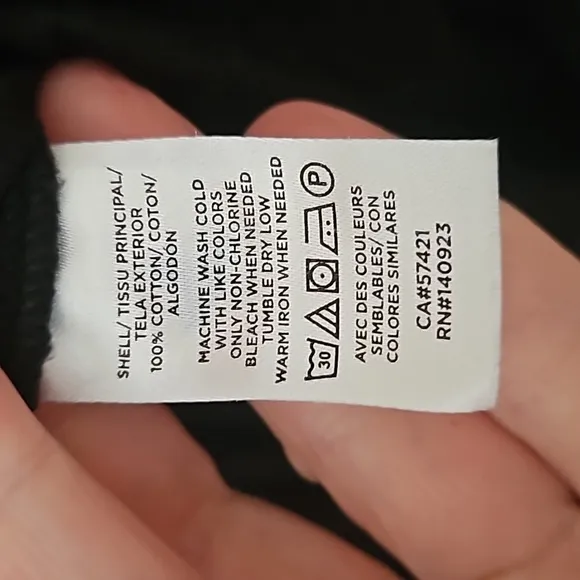 SHELL/ TISSU PRINCIPAL/
TELA EXTERIOR
100% COTTON/ COTON/
ALGODÓN
MACHINE WASH COLD
WITH LIKE COLORS
ONLY NON-CHLORINE
BLEACH WHEN NEEDED
TUMBLE DRY LOW
WARM IRON WHEN NEEDED
30 P
AVEC DES COULEURS
SEMBLABLES/ CON
COLORES SIMILARES
CA#57421
RN#140923